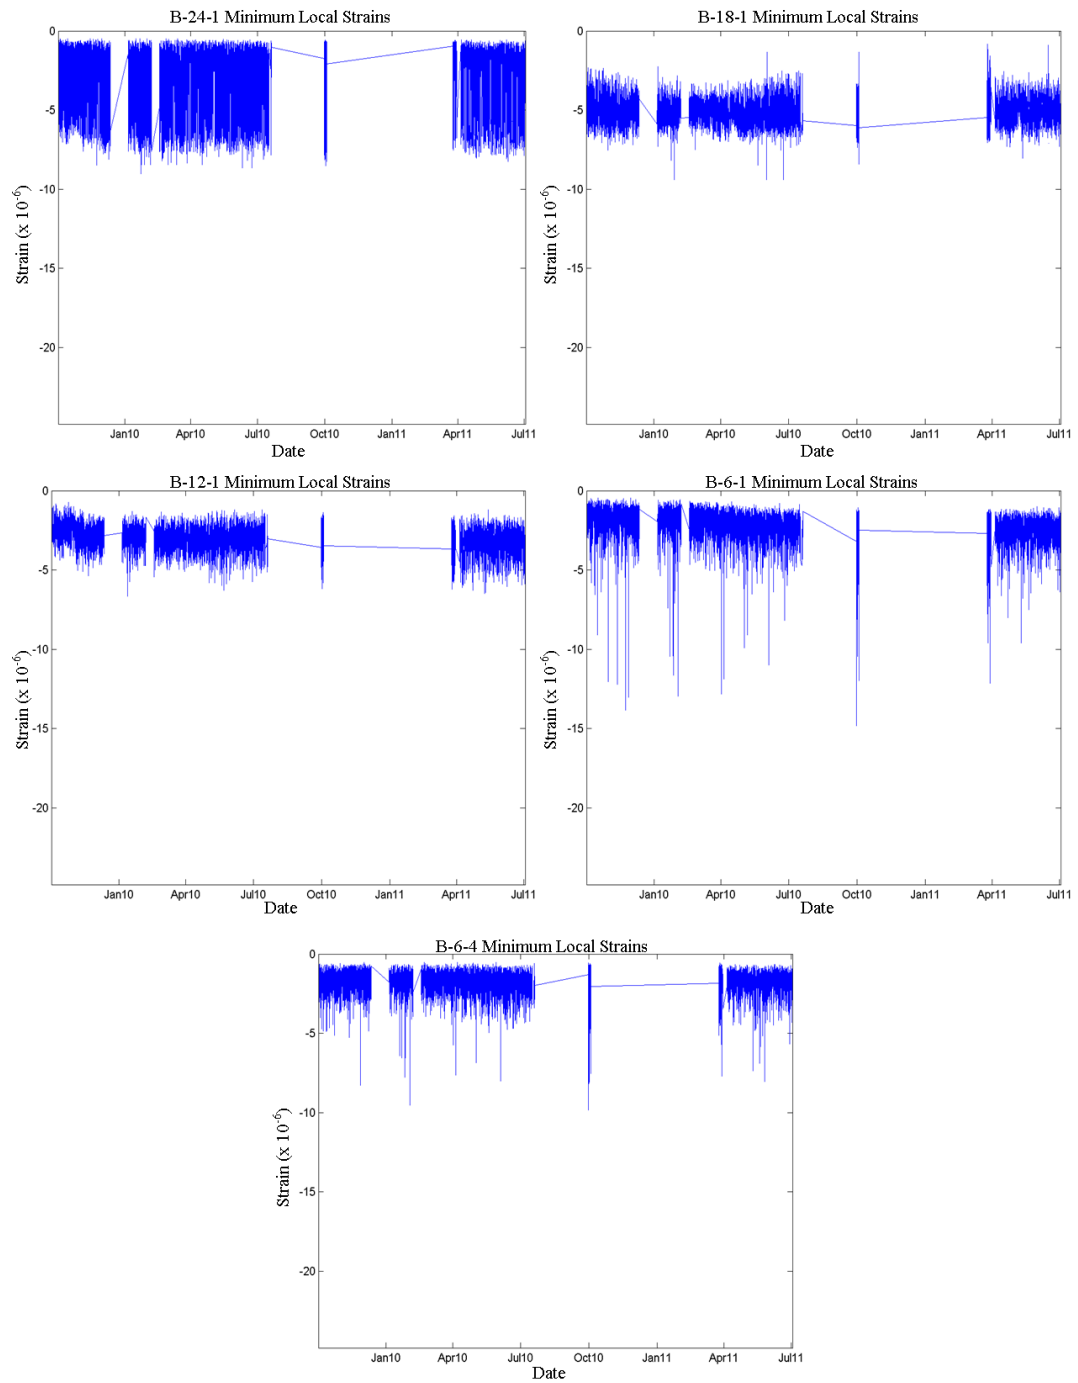 B-24-1 Minimum Local Strains
0
-5
-10
-15
-20
Strain (x 10^-6)
Jan10 Apr10 Jul10 Oct10 Jan11 Apr11 Jul11
Date
B-18-1 Minimum Local Strains
0
-5
-10
-15
-20
Strain (x 10^-6)
Jan10 Apr10 Jul10 Oct10 Jan11 Apr11 Jul11
Date
B-12-1 Minimum Local Strains
0
-5
-10
-15
-20
Strain (x 10^-6)
Jan10 Apr10 Jul10 Oct10 Jan11 Apr11 Jul11
Date
B-6-1 Minimum Local Strains
0
-5
-10
-15
-20
Strain (x 10^-6)
Jan10 Apr10 Jul10 Oct10 Jan11 Apr11 Jul11
Date
B-6-4 Minimum Local Strains
0
-5
-10
-15
-20
Strain (x 10^-6)
Jan10 Apr10 Jul10 Oct10 Jan11 Apr11 Jul11
Date